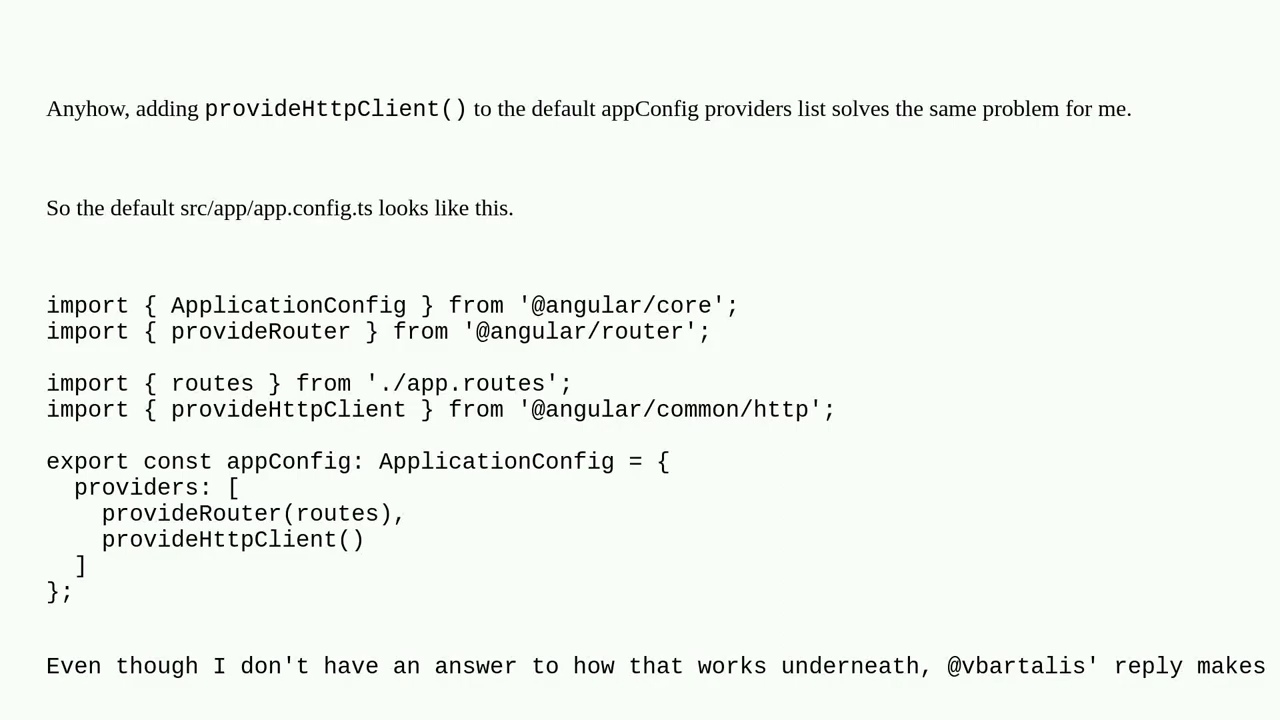 Anyhow, adding provideHttpClient() to the default appConfig providers list solves the same problem for me.
So the default src/app/app.config.ts looks like this.
import { ApplicationConfig } from '@angular/core';
import { provideRouter } from '@angular/router';
import { routes } from './app.routes';
import { provideHttpClient } from '@angular/common/http';
export const appConfig: ApplicationConfig = {
  providers: [
    provideRouter(routes),
    provideHttpClient()
  ]
};
Even though I don't have an answer to how that works underneath, @vbartalis' reply makes